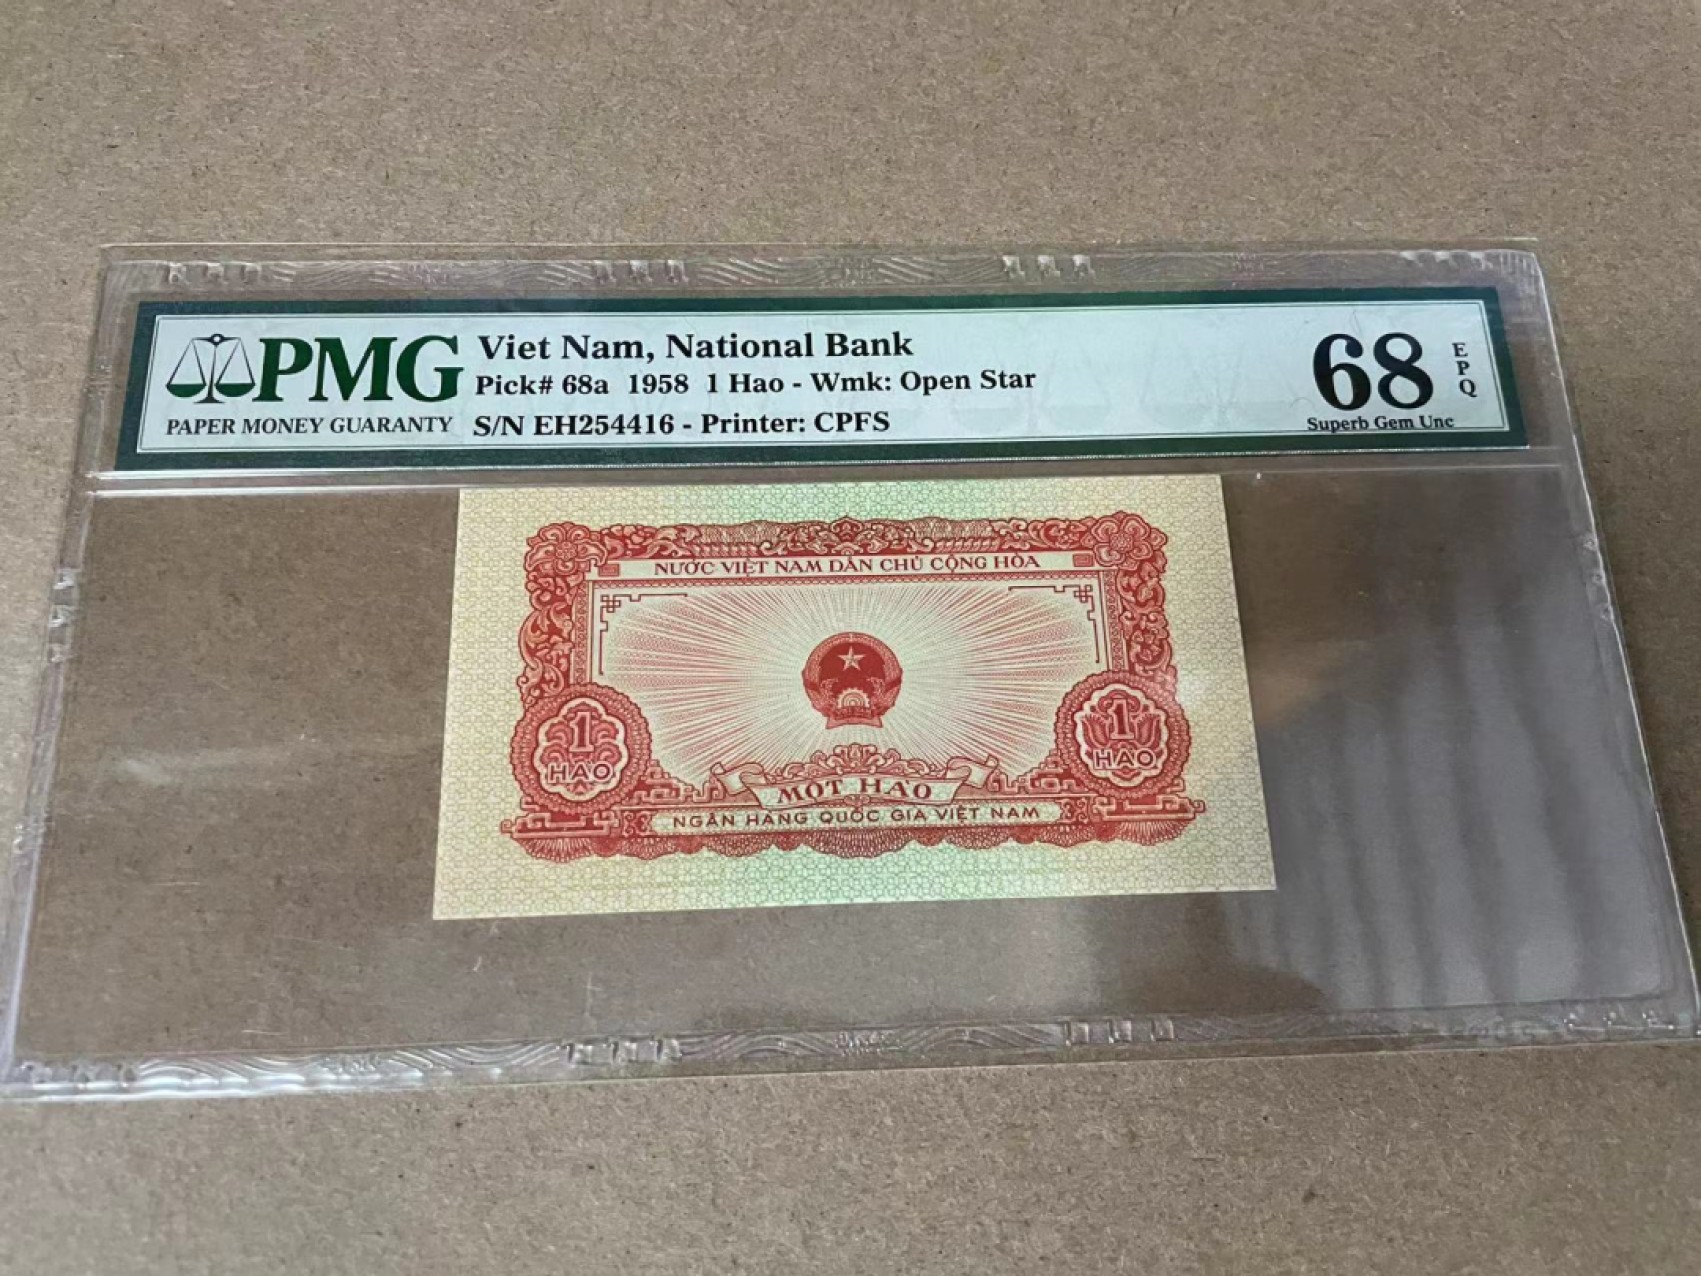 PMG
PAPER MONEY GUARANTY
Viet Nam, National Bank
Pick# 68a 1958 1 Hao - Wmk: Open Star
S/N EH254416 - Printer: CPFS
68
EPQ
Superb Gem Unc
NƯỚC VIỆT NAM DÂN CHỦ CỘNG HÒA
1
HAO
1
HAO
MỘT HÀO
NGÂN HÀNG QUỐC GIA VIỆT NAM